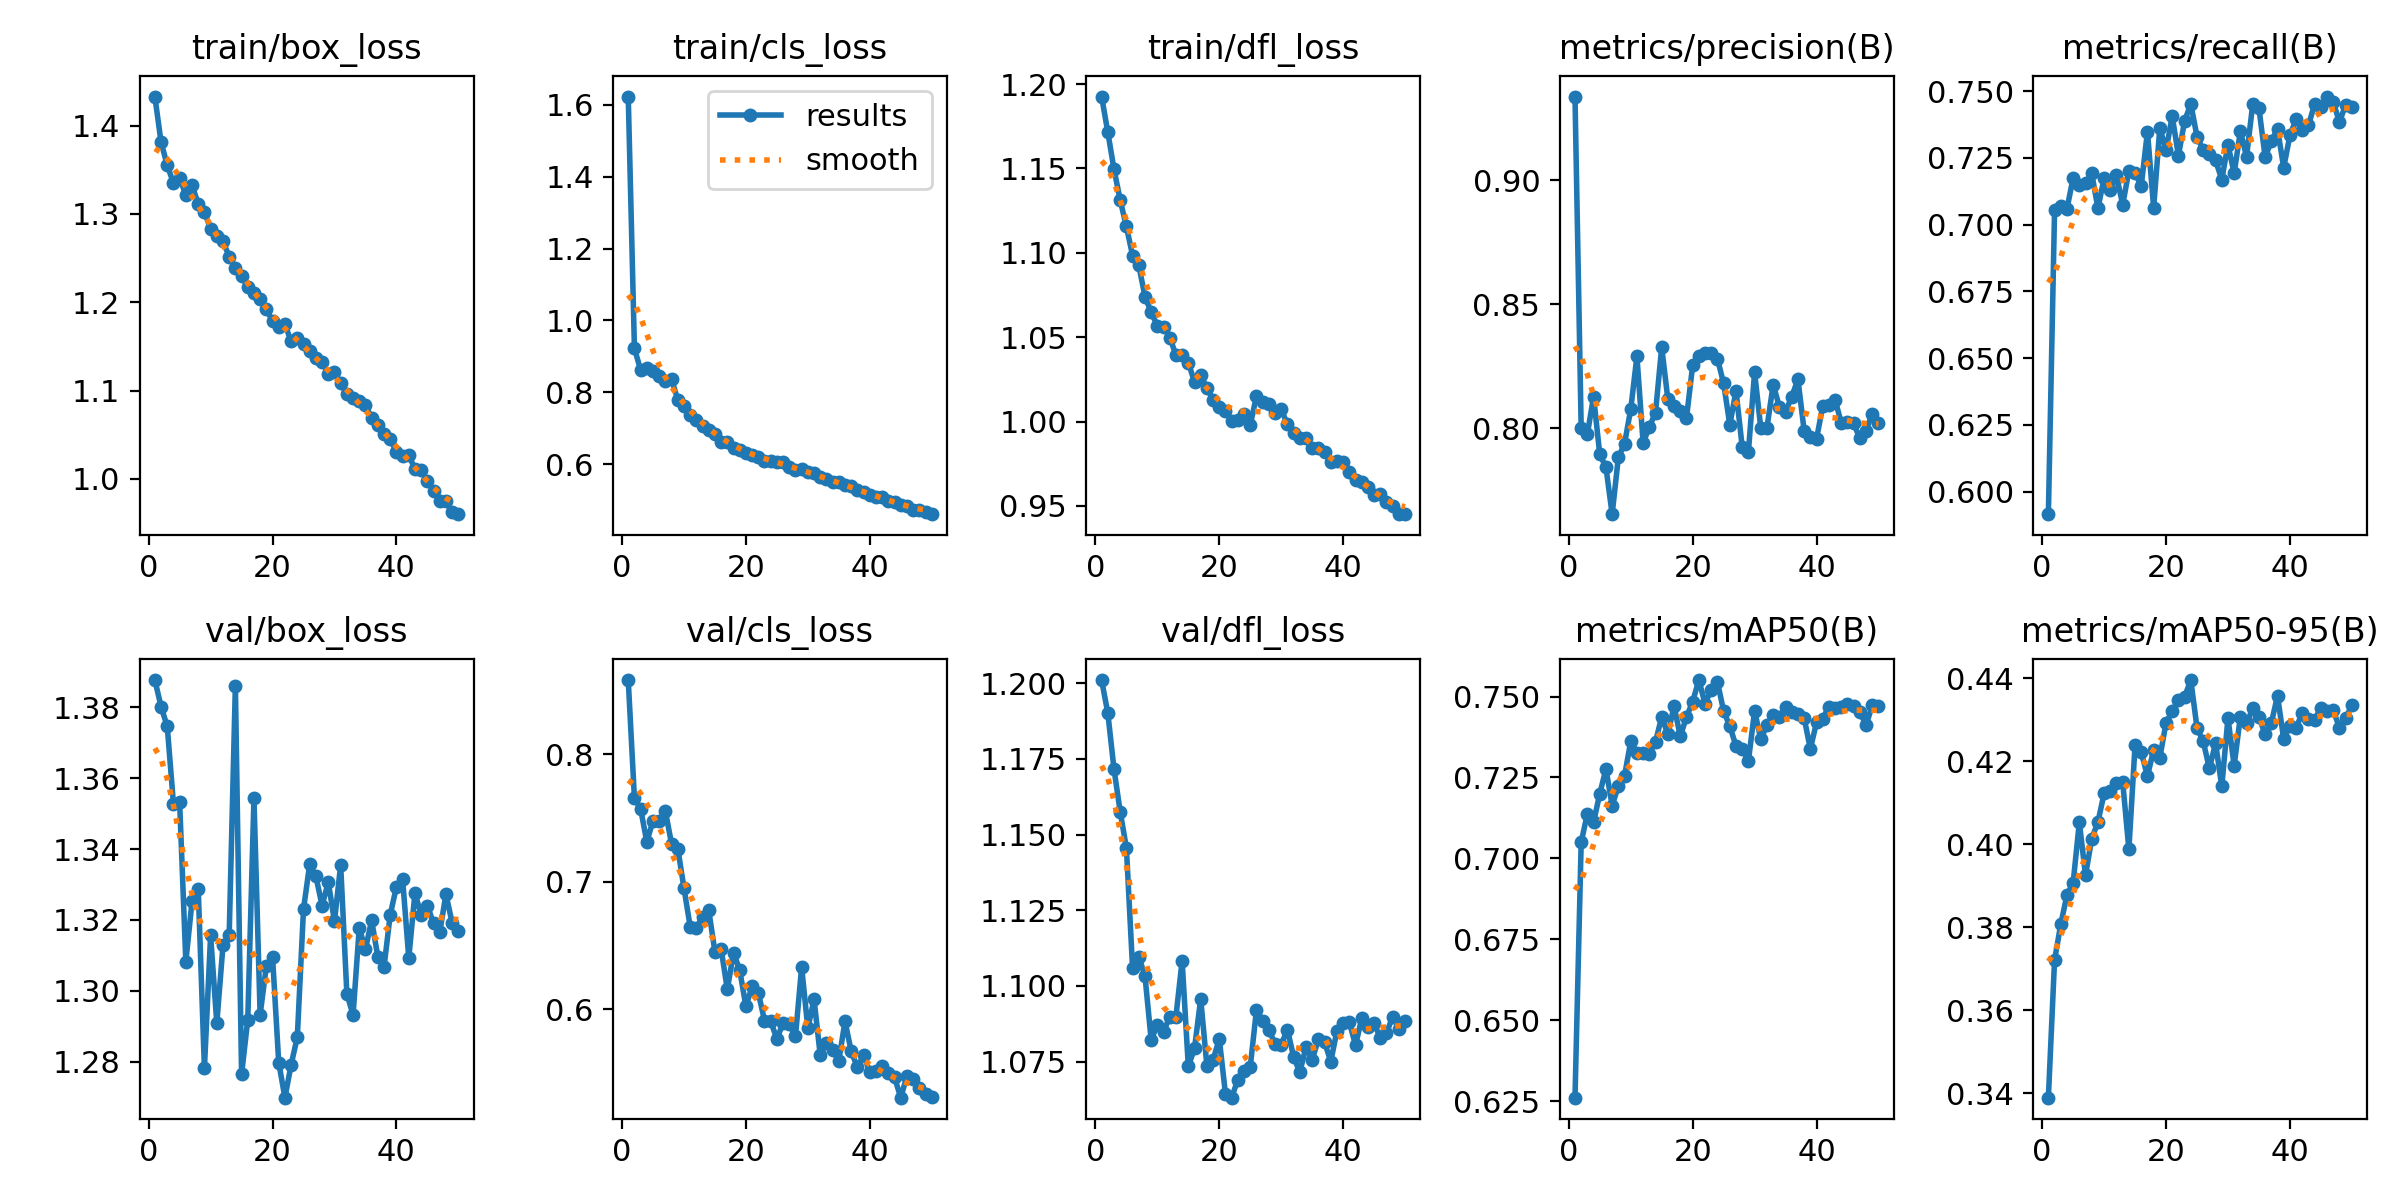 train/box_loss
1.4
1.3
1.2
1.1
1.0
0 20 40
train/cls_loss
results
smooth
1.6
1.4
1.2
1.0
0.8
0.6
0 20 40
train/dfl_loss
1.20
1.15
1.10
1.05
1.00
0.95
0 20 40
metrics/precision(B)
0.90
0.85
0.80
0 20 40
metrics/recall(B)
0.750
0.725
0.700
0.675
0.650
0.625
0.600
0 20 40
val/box_loss
1.38
1.36
1.34
1.32
1.30
1.28
0 20 40
val/cls_loss
0.8
0.7
0.6
0 20 40
val/dfl_loss
1.200
1.175
1.150
1.125
1.100
1.075
0 20 40
metrics/mAP50(B)
0.750
0.725
0.700
0.675
0.650
0.625
0 20 40
metrics/mAP50-95(B)
0.44
0.42
0.40
0.38
0.36
0.34
0 20 40